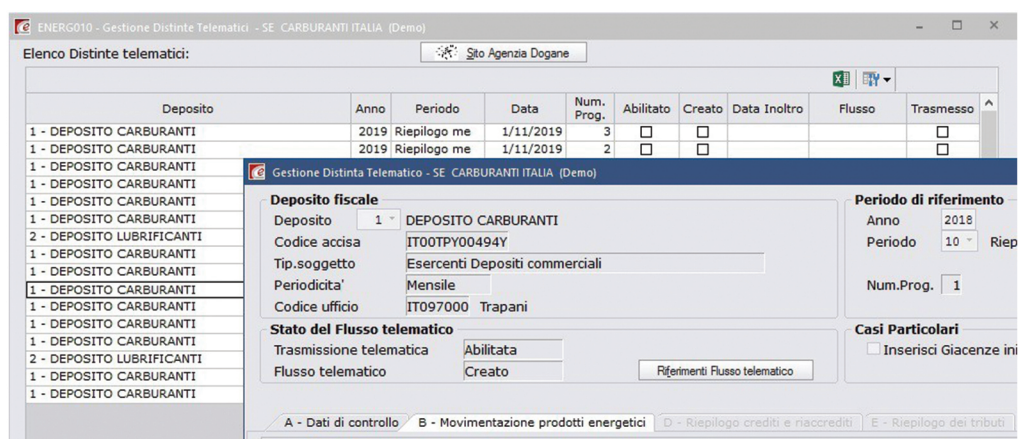 ENERG010 - Gestione Distinte Telematici - SE CARBURANTI ITALIA (Demo)
Elenco Distinte telematici:
Sito Agenzia Dogane
Deposito Anno Periodo Data Num. Prog. Abilitato Creato Data Inoltro Flusso Trasmesso
1 - DEPOSITO CARBURANTI 2019 Riepilogo me 1/11/2019 3
1 - DEPOSITO CARBURANTI 2019 Riepilogo me 1/11/2019 2
1 - DEPOSITO CARBURANTI
1 - DEPOSITO CARBURANTI
1 - DEPOSITO CARBURANTI
1 - DEPOSITO CARBURANTI
2 - DEPOSITO LUBRIFICANTI
1 - DEPOSITO CARBURANTI
1 - DEPOSITO CARBURANTI
1 - DEPOSITO CARBURANTI
1 - DEPOSITO CARBURANTI
1 - DEPOSITO CARBURANTI
1 - DEPOSITO CARBURANTI
2 - DEPOSITO LUBRIFICANTI
1 - DEPOSITO CARBURANTI
1 - DEPOSITO CARBURANTI
Gestione Distinta Telematico - SE CARBURANTI ITALIA (Demo)
Deposito fiscale
Deposito 1 DEPOSITO CARBURANTI
Codice accisa IT00TPY00494Y
Tip.soggetto Esercenti Depositi commerciali
Periodicita' Mensile
Codice ufficio IT097000 Trapani
Periodo di riferimento
Anno 2018
Periodo 10 Riep
Num.Prog. 1
Stato del Flusso telematico
Trasmissione telematica Abilitata
Flusso telematico Creato
Riferimenti Flusso telematico
Casi Particolari
Inserisci Giacenze ini
A - Dati di controllo B - Movimentazione prodotti energetici D - Riepilogo crediti e riaccrediti E - Riepilogo dei tributi